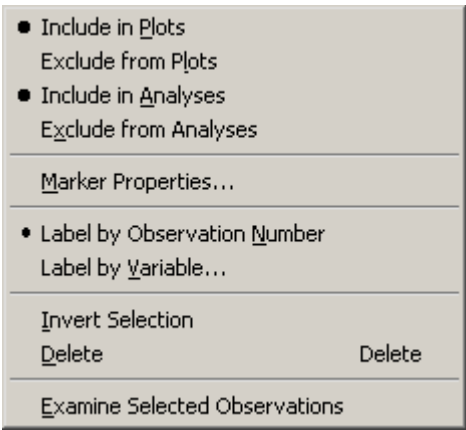 Include in Plots
Exclude from Plots
Include in Analyses
Exclude from Analyses
Marker Properties...
Label by Observation Number
Label by Variable...
Invert Selection
Delete Delete
Examine Selected Observations